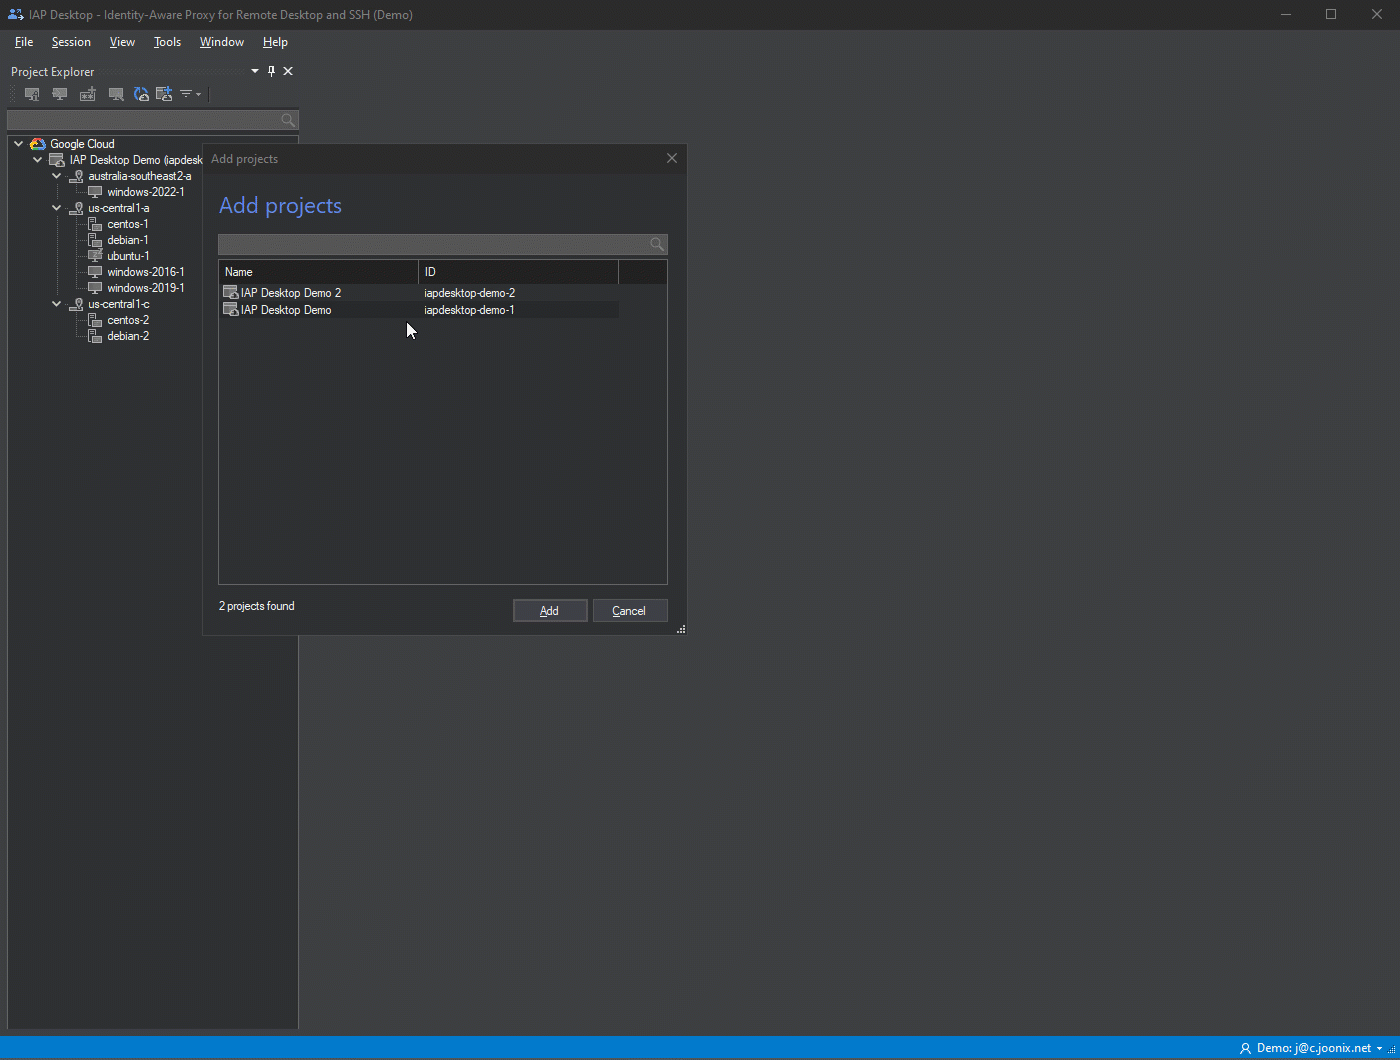 IAP Desktop - Identity-Aware Proxy for Remote Desktop and SSH (Demo)
File Session View Tools Window Help
Project Explorer
Google Cloud
IAP Desktop Demo (iapdesk
australia-southeast2-a
windows-2022-1
us-central1-a
centos-1
debian-1
ubuntu-1
windows-2016-1
windows-2019-1
us-central1-c
centos-2
debian-2
Add projects
Add projects
Name ID
IAP Desktop Demo 2 iapdesktop-demo-2
IAP Desktop Demo iapdesktop-demo-1
2 projects found
Add Cancel
Demo: j@c.joonix.net